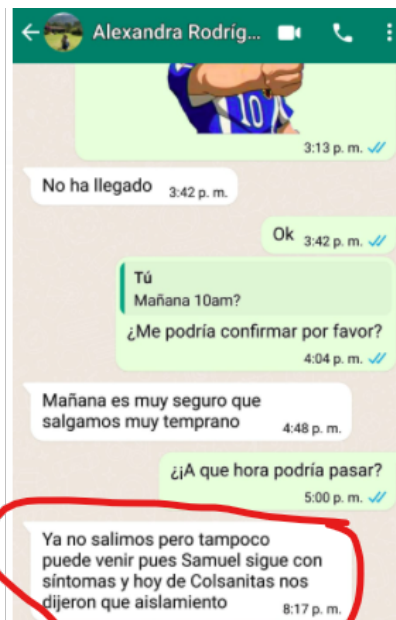 Alexandra Rodríg...
10
3:13 p. m.
No ha llegado 3:42 p. m.
Ok 3:42 p. m.
Tú
Mañana 10am?
¿Me podría confirmar por favor?
4:04 p. m.
Mañana es muy seguro que
salgamos muy temprano 4:48 p. m.
¿¡A que hora podría pasar?
5:00 p. m.
Ya no salimos pero tampoco
puede venir pues Samuel sigue con
síntomas y hoy de Colsanitas nos
dijeron que aislamiento 8:17 p. m.